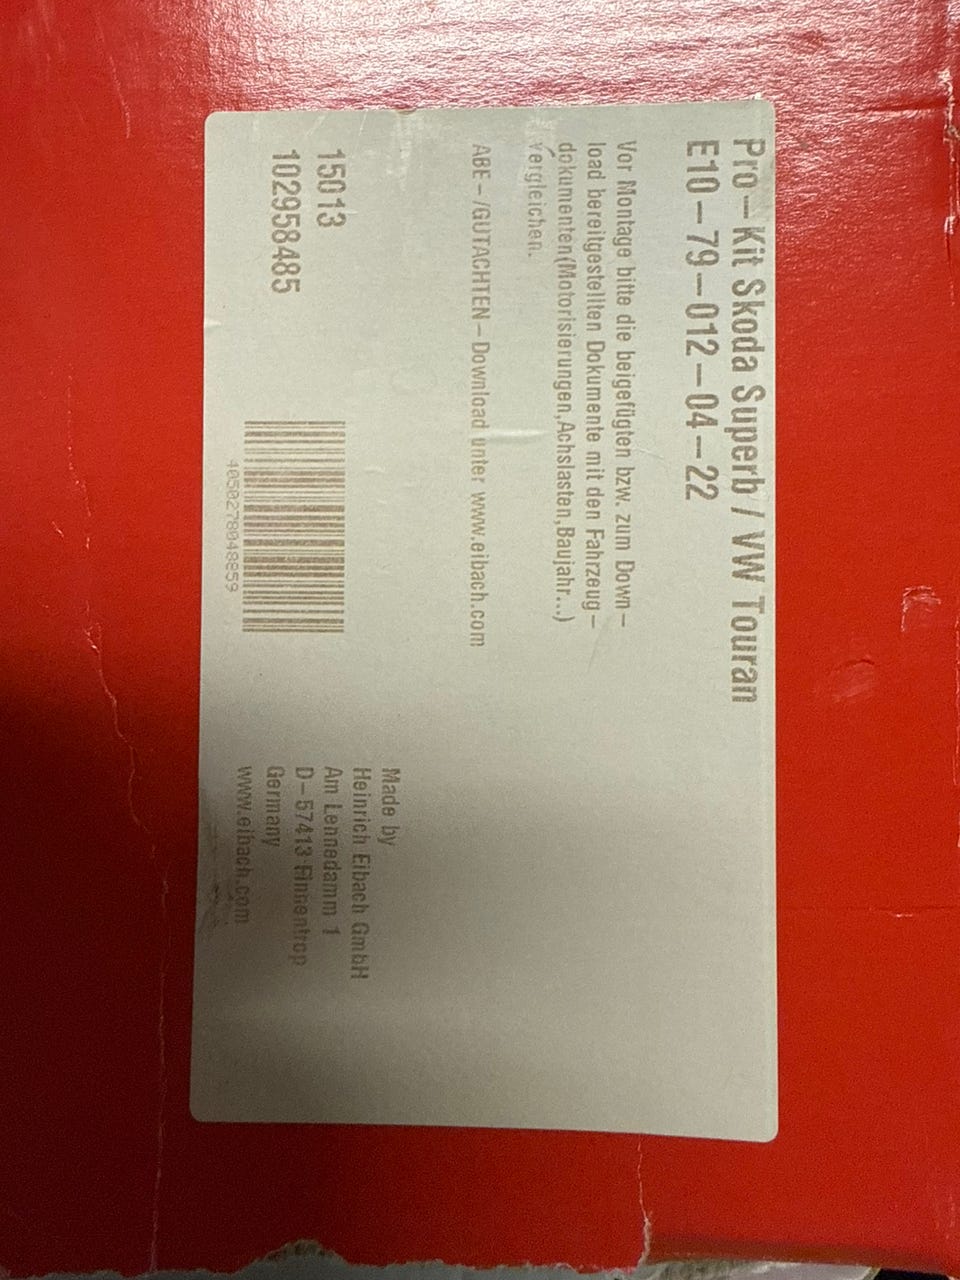 Pro-Kit Skoda Superb / VW Touran
E10-79-012-04-22
Vor Montage bitte die beigefügten bzw. zum Down-
load bereitgestellten Dokumente mit den Fahrzeug-
dokumenten(Motorisierungen,Achslasten,Baujahr...)
vergleichen.
ABE-/GUTACHTEN-Download unter www.eibach.com
15013
102958485
4050278048859
Made by
Heinrich Eibach GmbH
Am Lennedamm 1
D-57413 Finnentrop
Germany
www.eibach.com